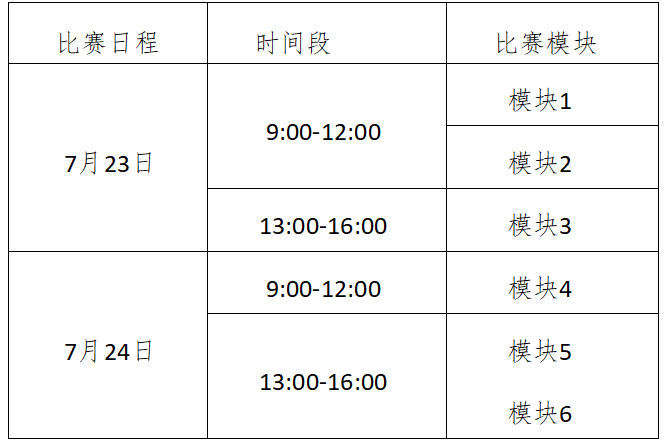 比赛日程 时间段 比赛模块
7月23日 9:00-12:00 模块1
模块2
13:00-16:00 模块3
7月24日 9:00-12:00 模块4
13:00-16:00 模块5
模块6